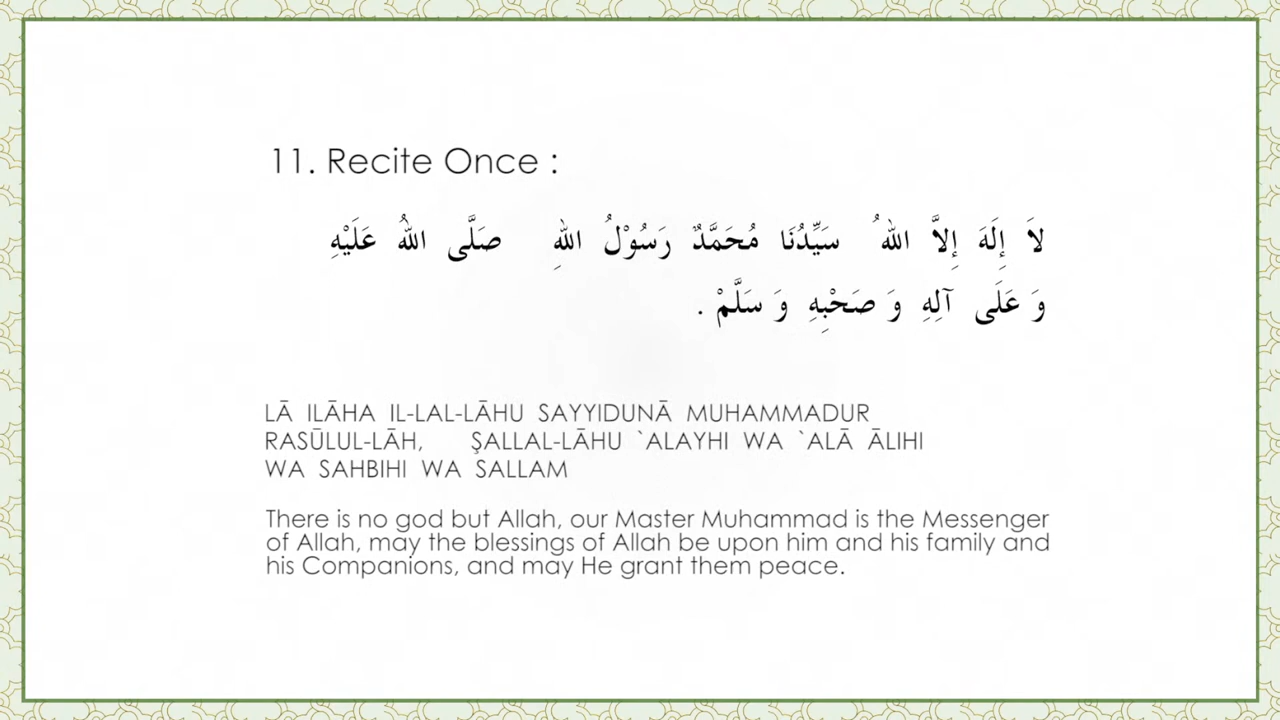 11. Recite Once :
لاَ إِلَهَ إِلاَّ اللهُ سَيِّدُنَا مُحَمَّدٌ رَسُوْلُ اللهِ صَلَّى اللهُ عَلَيْهِ
وَ عَلَى آلِهِ وَ صَحْبِهِ وَ سَلَّمْ .
LĀ ILĀHA IL-LAL-LĀHU SAYYIDUNĀ MUHAMMADUR
RASŪLUL-LĀH, ŞALLAL-LĀHU `ALAYHI WA `ALĀ ĀLIHI
WA SAHBIHI WA SALLAM
There is no god but Allah, our Master Muhammad is the Messenger
of Allah, may the blessings of Allah be upon him and his family and
his Companions, and may He grant them peace.